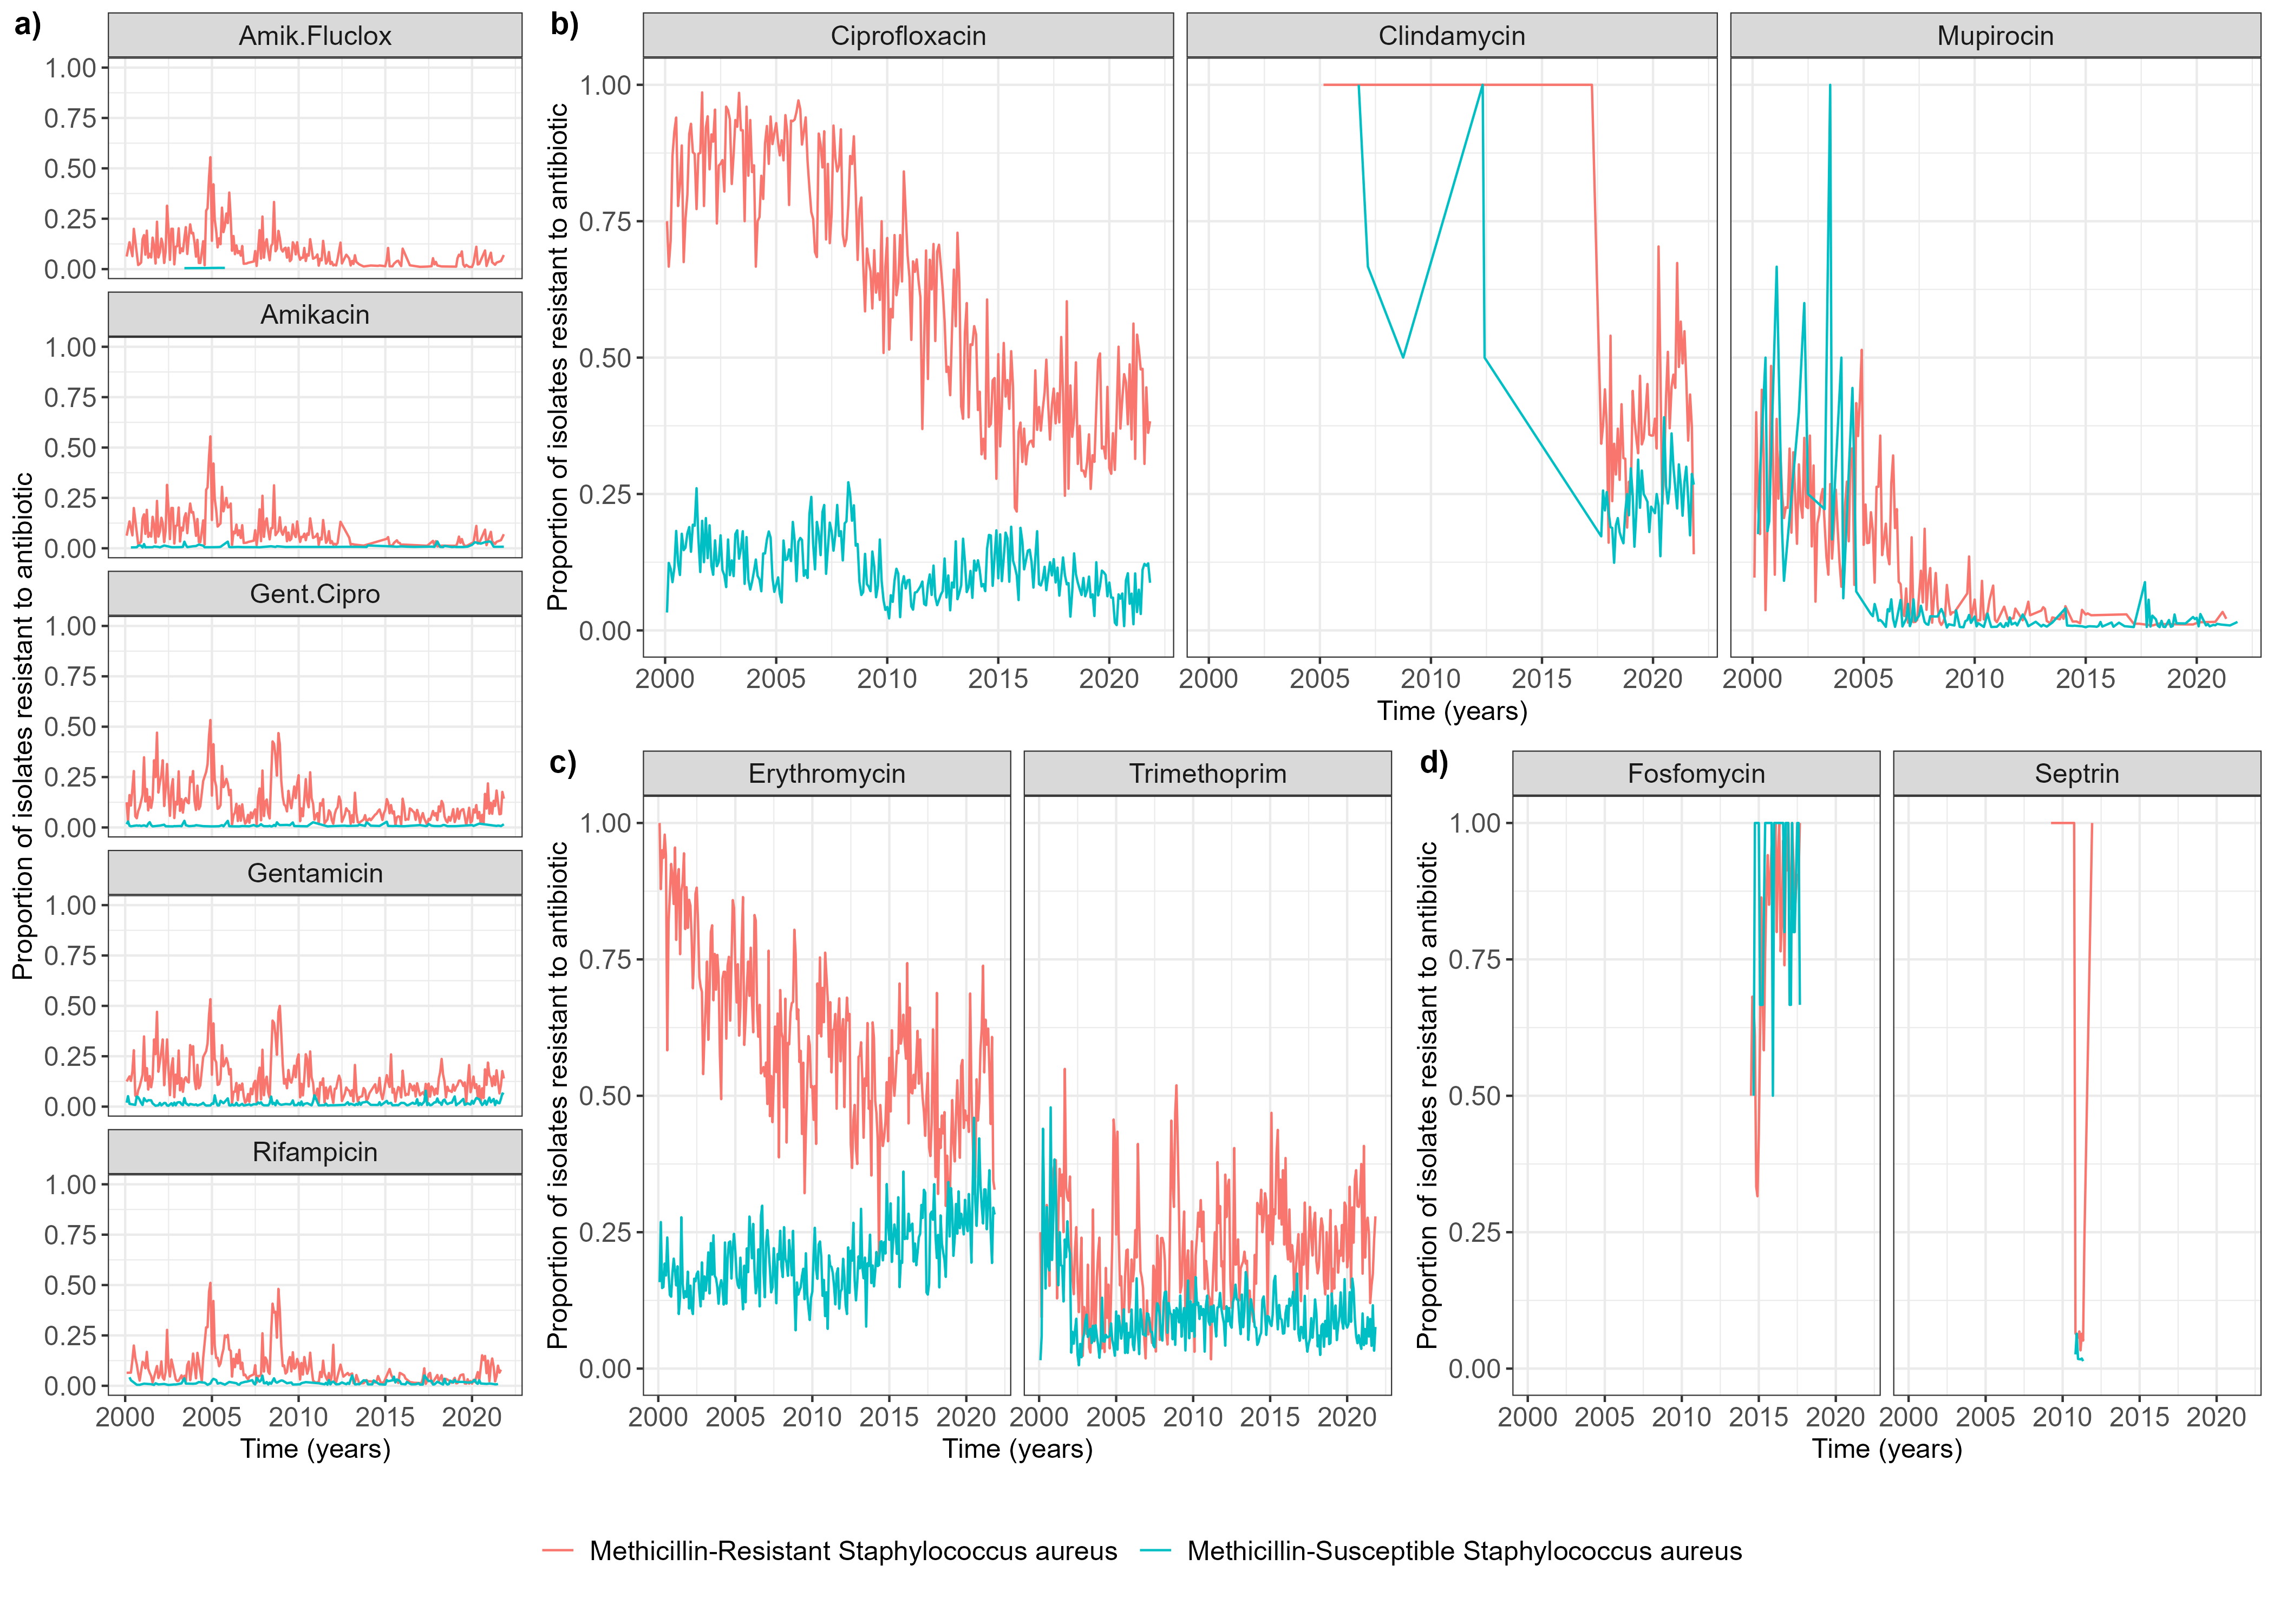 a)
Proportion of isolates resistant to antibiotic
Amik.Fluclox
1.00
0.75
0.50
0.25
0.00
Amikacin
1.00
0.75
0.50
0.25
0.00
Gent.Cipro
1.00
0.75
0.50
0.25
0.00
Gentamicin
1.00
0.75
0.50
0.25
0.00
Rifampicin
1.00
0.75
0.50
0.25
0.00
2000 2005 2010 2015 2020
Time (years)
b)
Proportion of isolates resistant to antibiotic
Ciprofloxacin Clindamycin Mupirocin
1.00
0.75
0.50
0.25
0.00
2000 2005 2010 2015 2020 2000 2005 2010 2015 2020 2000 2005 2010 2015 2020
Time (years)
c)
Proportion of isolates resistant to antibiotic
Erythromycin Trimethoprim
1.00
0.75
0.50
0.25
0.00
2000 2005 2010 2015 2020 2000 2005 2010 2015 2020
Time (years)
d)
Proportion of isolates resistant to antibiotic
Fosfomycin Septrin
1.00
0.75
0.50
0.25
0.00
2000 2005 2010 2015 2020 2000 2005 2010 2015 2020
Time (years)
Methicillin-Resistant Staphylococcus aureus Methicillin-Susceptible Staphylococcus aureus